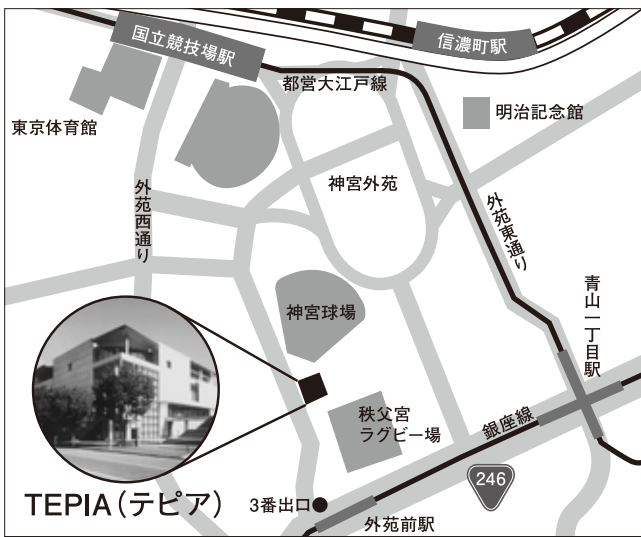 国立競技場駅
信濃町駅
都営大江戸線
東京体育館
明治記念館
神宮外苑
外苑西通り
外苑東通り
青山一丁目駅
神宮球場
秩父宮
ラグビー場
銀座線
246
TEPIA(テピア)
3番出口
外苑前駅